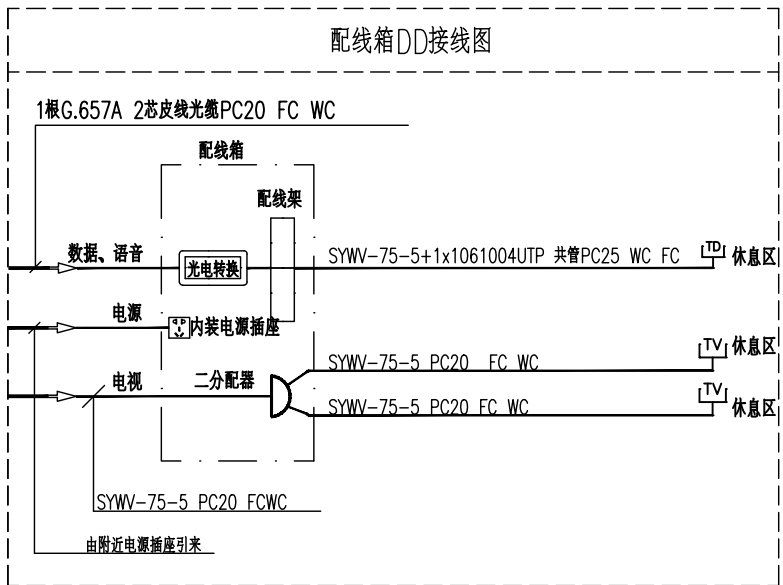 配线箱DD接线图
1根G.657A 2芯皮线光缆PC20 FC WC
配线箱
配线架
数据、语音
光电转换
SYWV-75-5+1x1061004UTP 共管PC25 WC FC
TD
休息区
电源
内装电源插座
电视
二分配器
SYWV-75-5 PC20 FC WC
TV
休息区
SYWV-75-5 PC20 FC WC
TV
休息区
SYWV-75-5 PC20 FCWC
由附近电源插座引来